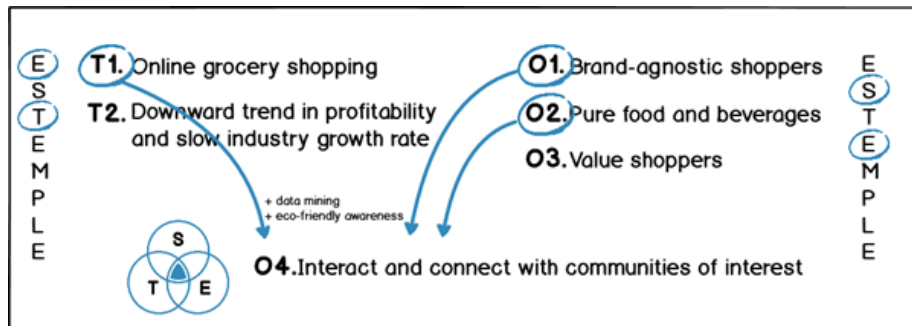 E
S
T
E
M
P
L
E
T1. Online grocery shopping
T2. Downward trend in profitability
and slow industry growth rate
O1. Brand-agnostic shoppers
O2. Pure food and beverages
O3. Value shoppers
+ data mining
+ eco-friendly awareness
O4. Interact and connect with communities of interest
S
T E
E
S
T
E
M
P
L
E